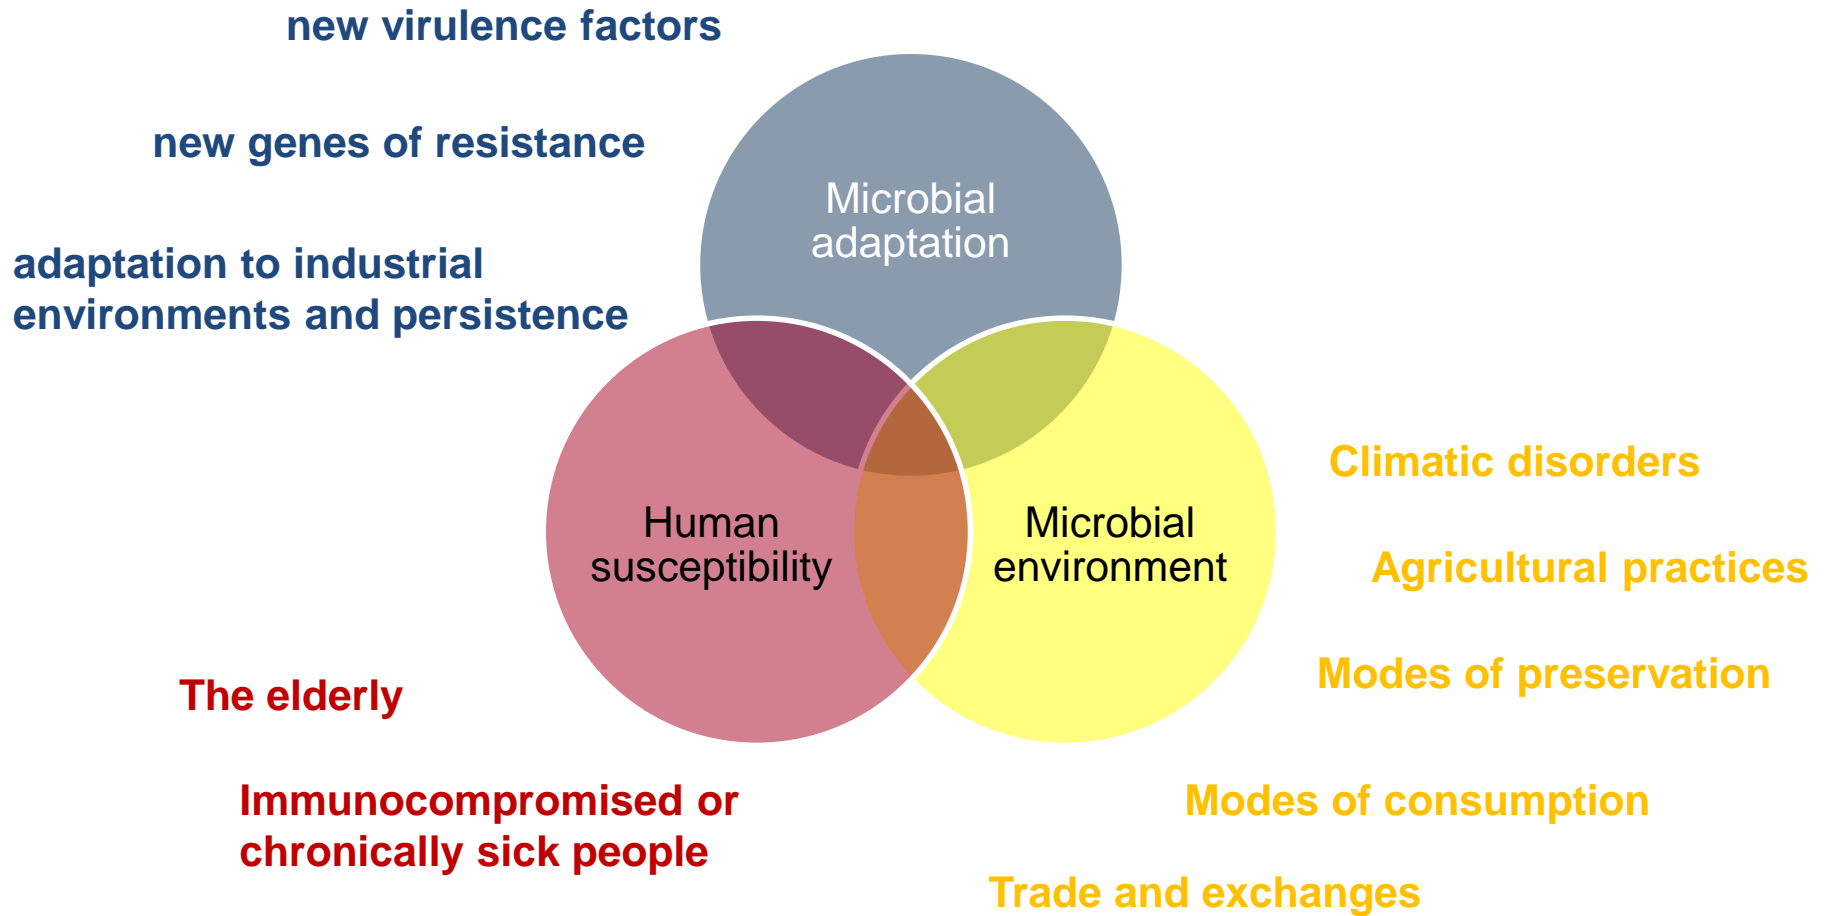 new virulence factors
new genes of resistance
Microbial
adaptation
adaptation to industrial
environments and persistence
Climatic disorders
Human
susceptibility
Microbial
environment
Agricultural practices
Modes of preservation
The elderly
Immunocompromised or
chronically sick people
Modes of consumption
Trade and exchanges